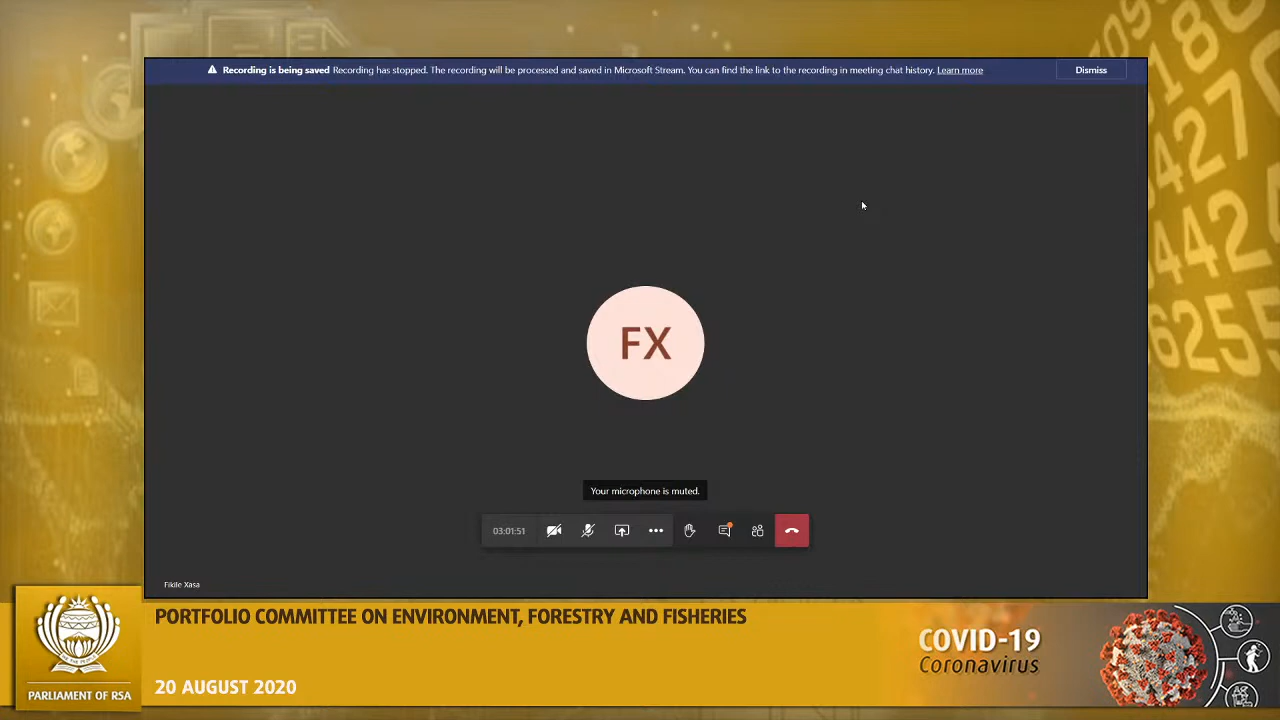 Recording is being saved Recording has stopped. The recording will be processed and saved in Microsoft Stream. You can find the link to the recording in meeting chat history. Learn more
Dismiss
FX
Your microphone is muted.
03:01:51
Fikile Xasa
PORTFOLIO COMMITTEE ON ENVIRONMENT, FORESTRY AND FISHERIES
20 AUGUST 2020
PARLIAMENT OF RSA
COVID-19
Coronavirus